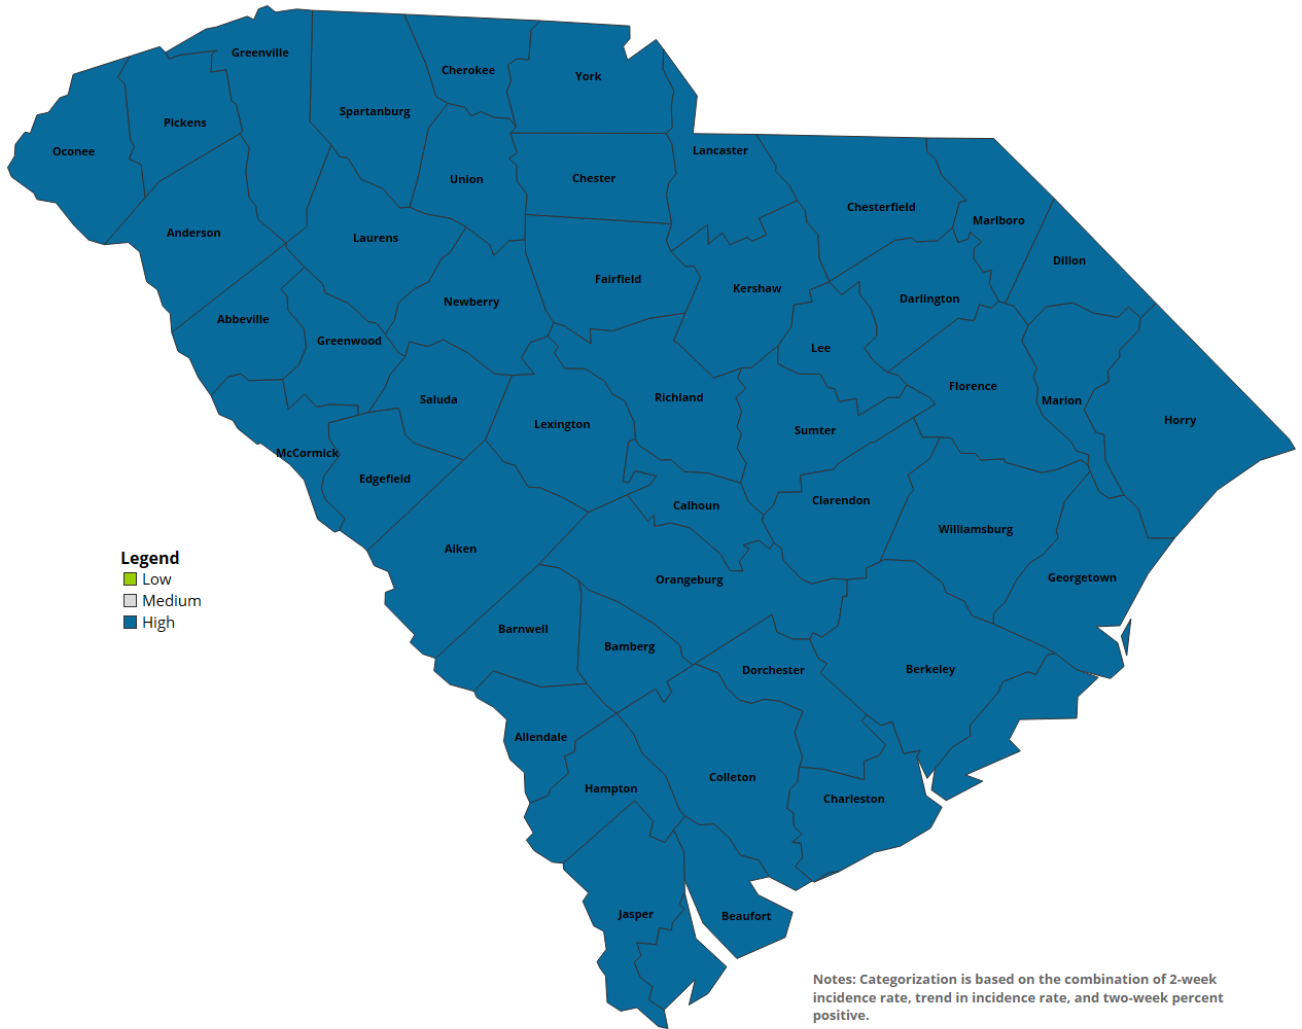 Greenville
Cherokee
York
Spartanburg
Pickens
Oconee
Lancaster
Union
Chester
Chesterfield
Marlboro
Anderson
Laurens
Dillon
Fairfield
Kershaw
Darlington
Newberry
Abbeville
Greenwood
Lee
Florence
Saluda
Richland
Marion
Lexington
Horry
Sumter
McCormick
Edgefield
Calhoun
Clarendon
Williamsburg
Aiken
Orangeburg
Georgetown
Legend
Low
Medium
High
Barnwell
Bamberg
Dorchester
Berkeley
Allendale
Colleton
Hampton
Charleston
Jasper
Beaufort
Notes: Categorization is based on the combination of 2-week
incidence rate, trend in incidence rate, and two-week percent
positive.